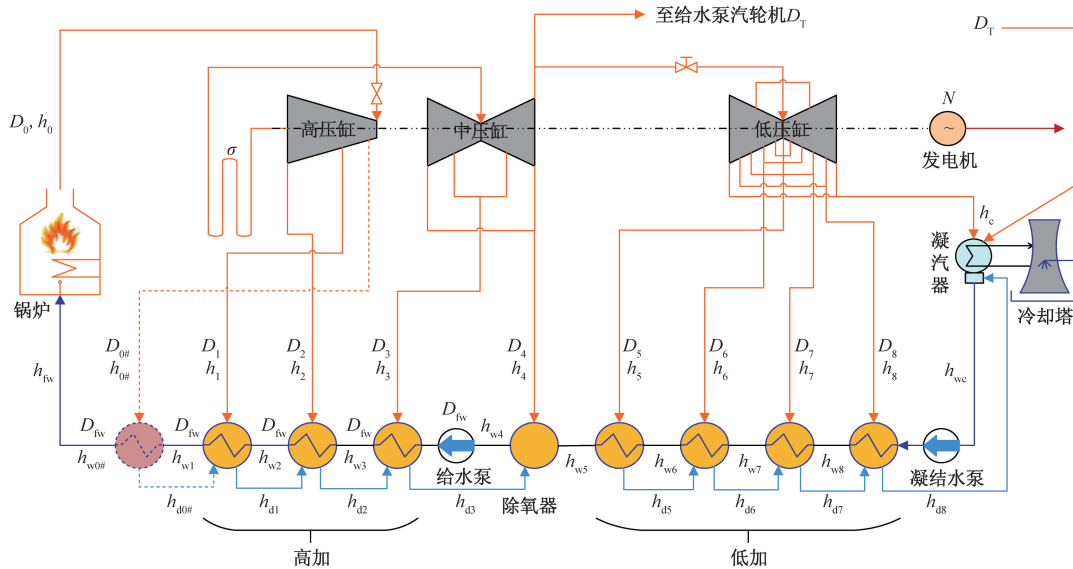 至给水泵汽轮机D_T
D_T
D_0, h_0
σ
高压缸
中压缸
低压缸
N
~
发电机
h_c
凝汽器
冷却塔
锅炉
h_fw
D_0#
h_0#
D_1
h_1
D_2
h_2
D_3
h_3
D_4
h_4
D_5
h_5
D_6
h_6
D_7
h_7
D_8
h_8
h_wc
D_fw
D_fw
D_fw
D_fw
D_fw
h_w4
h_w0#
h_w1
h_w2
h_w3
给水泵
h_w5
h_w6
h_w7
h_w8
凝结水泵
h_d0#
h_d1
h_d2
h_d3
除氧器
h_d5
h_d6
h_d7
h_d8
高加
低加